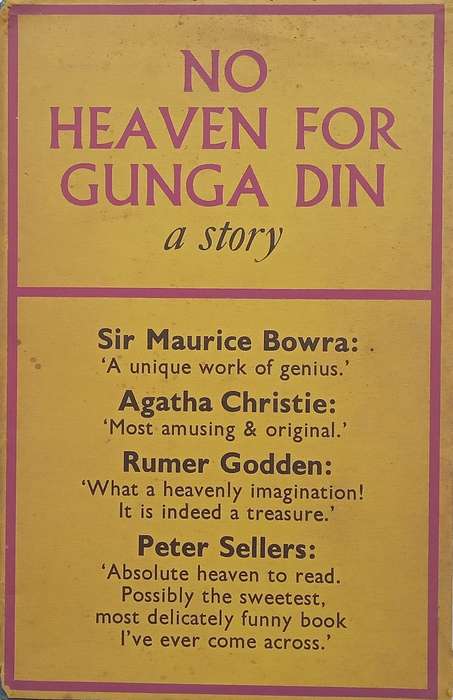 NO
HEAVEN FOR
GUNGA DIN
a story
Sir Maurice Bowra:
‘A unique work of genius.’
Agatha Christie:
‘Most amusing & original.’
Rumer Godden:
‘What a heavenly imagination!
It is indeed a treasure.’
Peter Sellers:
‘Absolute heaven to read.
Possibly the sweetest,
most delicately funny book
I’ve ever come across.’